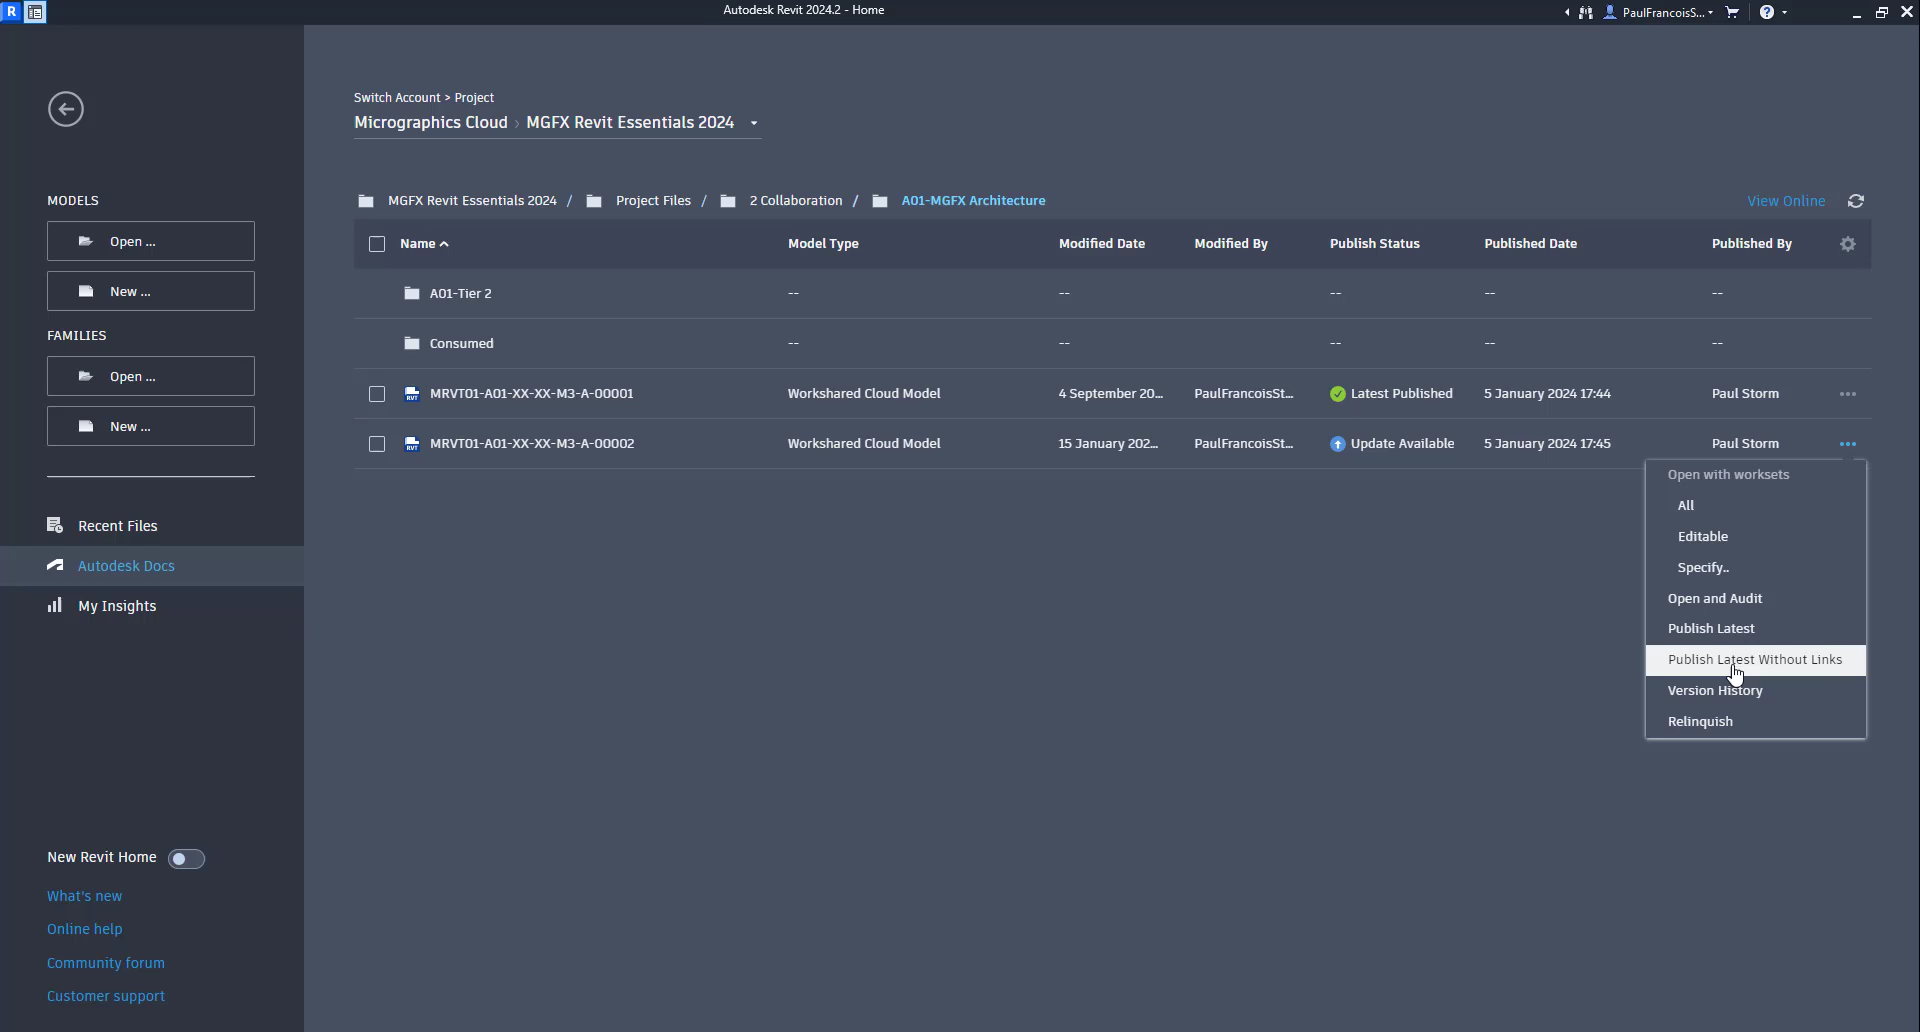 R
Autodesk Revit 2024.2 - Home
PaulFrancoisS...
Switch Account > Project
Micrographics Cloud › MGFX Revit Essentials 2024
MODELS
Open ...
New ...
FAMILIES
Open ...
New ...
Recent Files
Autodesk Docs
My Insights
New Revit Home
What's new
Online help
Community forum
Customer support
MGFX Revit Essentials 2024 / Project Files / 2 Collaboration / A01-MGFX Architecture
View Online
Name Model Type Modified Date Modified By Publish Status Published Date Published By
A01-Tier 2 -- -- -- -- --
Consumed -- -- -- -- --
RVT MRVT01-A01-XX-XX-M3-A-00001 Workshared Cloud Model 4 September 20... PaulFrancoisSt... Latest Published 5 January 2024 17:44 Paul Storm ...
RVT MRVT01-A01-XX-XX-M3-A-00002 Workshared Cloud Model 15 January 202... PaulFrancoisSt... Update Available 5 January 2024 17:45 Paul Storm ...
Open with worksets
All
Editable
Specify..
Open and Audit
Publish Latest
Publish Latest Without Links
Version History
Relinquish